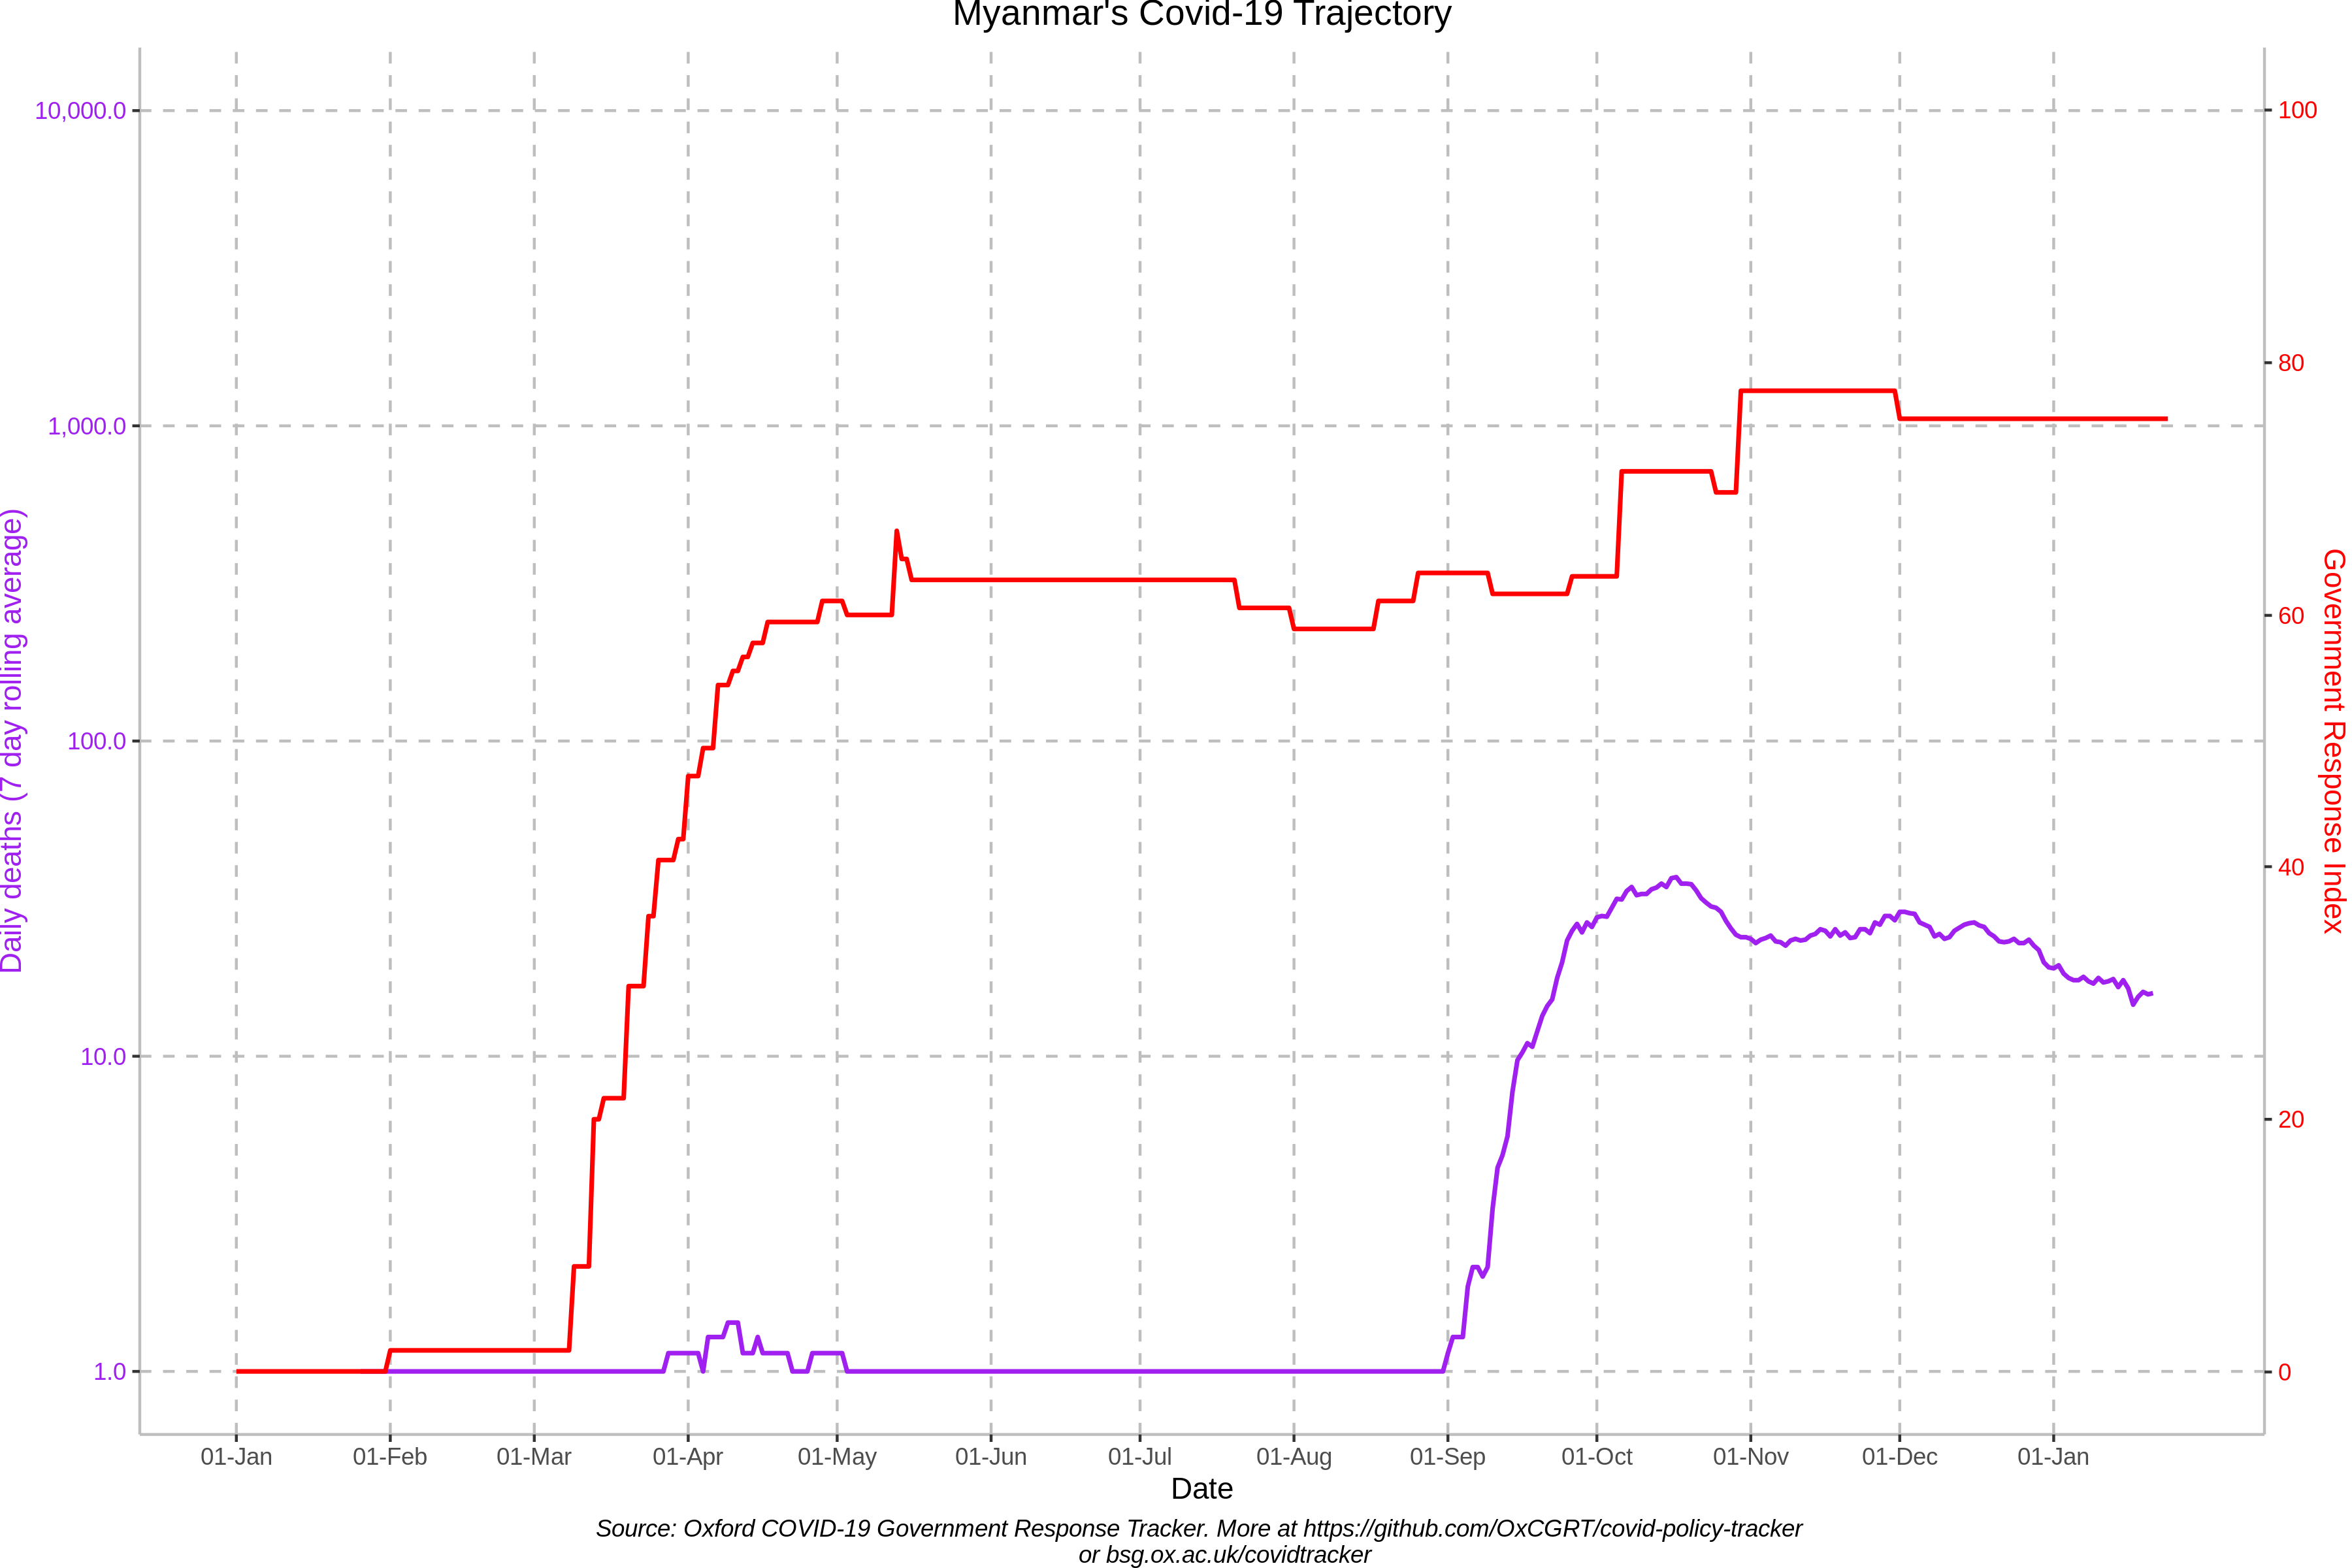 Myanmar's Covid-19 Trajectory
10,000.0
1,000.0
100.0
10.0
1.0
Daily deaths (7 day rolling average)
100
80
60
40
20
0
Government Response Index
01-Jan
01-Feb
01-Mar
01-Apr
01-May
01-Jun
01-Jul
01-Aug
01-Sep
01-Oct
01-Nov
01-Dec
01-Jan
Date
Source: Oxford COVID-19 Government Response Tracker. More at https://github.com/OxCGRT/covid-policy-tracker
or bsg.ox.ac.uk/covidtracker